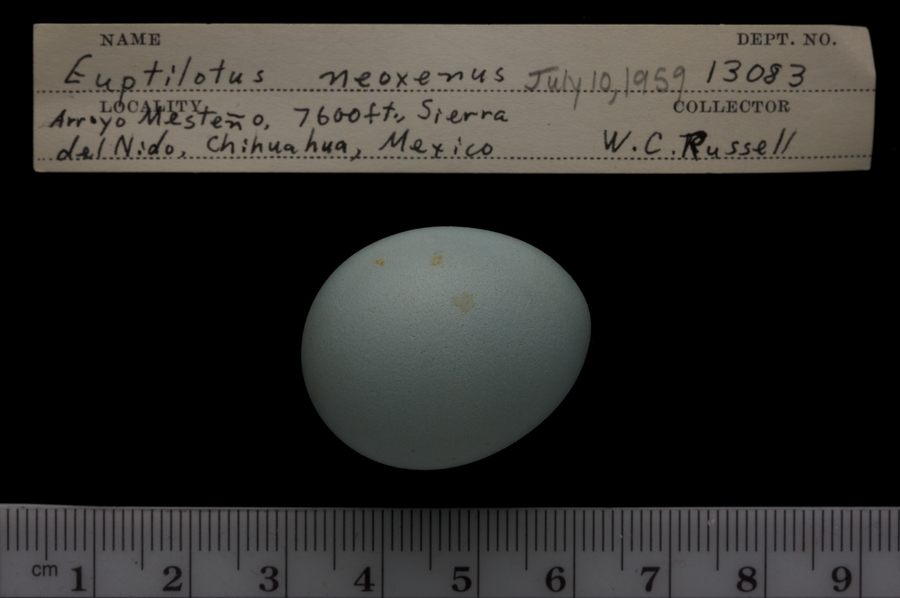 NAME DEPT. NO.
Euptilotus neoxenus July 10, 1959 13083
LOCALITY COLLECTOR
Arroyo Mesteño, 7600ft., Sierra
del Nido, Chihuahua, Mexico W.C. Russell
cm 1 2 3 4 5 6 7 8 9